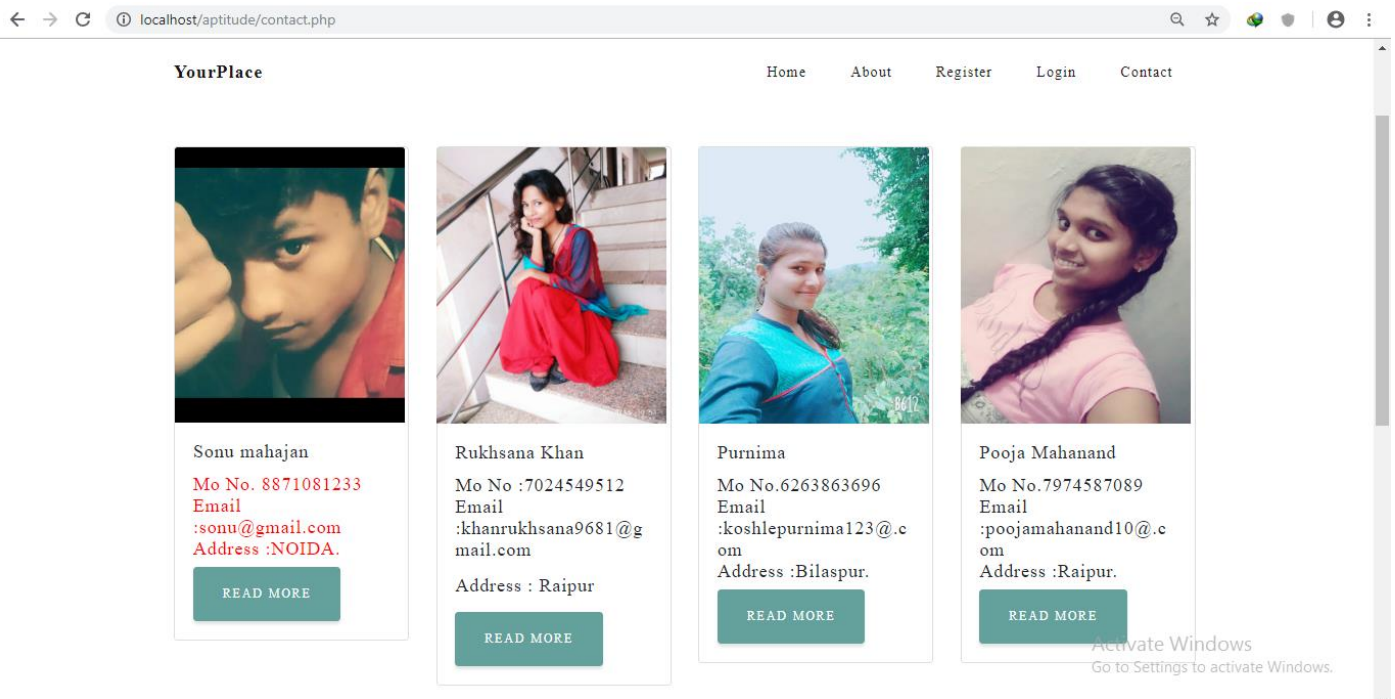 localhost/aptitude/contact.php
YourPlace
Home About Register Login Contact
Sonu mahajan
Mo No. 8871081233
Email
:sonu@gmail.com
Address :NOIDA.
READ MORE
Rukhsana Khan
Mo No :7024549512
Email
:khanrukhsana9681@g
mail.com
Address : Raipur
READ MORE
8612
Purnima
Mo No.6263863696
Email
:koshlepurnima123@.c
om
Address :Bilaspur.
READ MORE
Pooja Mahanand
Mo No.7974587089
Email
:poojamahanand10@.c
om
Address :Raipur.
READ MORE
Activate Windows
Go to Settings to activate Windows.